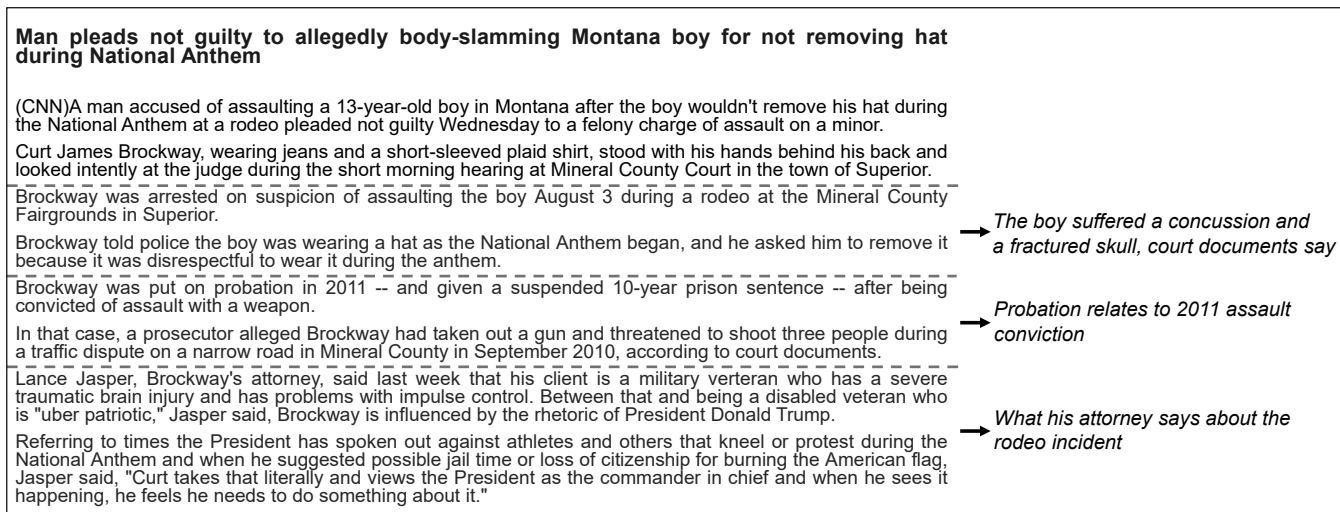 Man pleads not guilty to allegedly body-slamming Montana boy for not removing hat
during National Anthem
(CNN)A man accused of assaulting a 13-year-old boy in Montana after the boy wouldn't remove his hat during
the National Anthem at a rodeo pleaded not guilty Wednesday to a felony charge of assault on a minor.
Curt James Brockway, wearing jeans and a short-sleeved plaid shirt, stood with his hands behind his back and
looked intently at the judge during the short morning hearing at Mineral County Court in the town of Superior.
Brockway was arrested on suspicion of assaulting the boy August 3 during a rodeo at the Mineral County
Fairgrounds in Superior.
Brockway told police the boy was wearing a hat as the National Anthem began, and he asked him to remove it
because it was disrespectful to wear it during the anthem.
The boy suffered a concussion and
a fractured skull, court documents say
Brockway was put on probation in 2011 -- and given a suspended 10-year prison sentence -- after being
convicted of assault with a weapon.
In that case, a prosecutor alleged Brockway had taken out a gun and threatened to shoot three people during
a traffic dispute on a narrow road in Mineral County in September 2010, according to court documents.
Probation relates to 2011 assault
conviction
Lance Jasper, Brockway's attorney, said last week that his client is a military verteran who has a severe
traumatic brain injury and has problems with impulse control. Between that and being a disabled veteran who
is "uber patriotic," Jasper said, Brockway is influenced by the rhetoric of President Donald Trump.
Referring to times the President has spoken out against athletes and others that kneel or protest during the
National Anthem and when he suggested possible jail time or loss of citizenship for burning the American flag,
Jasper said, "Curt takes that literally and views the President as the commander in chief and when he sees it
happening, he feels he needs to do something about it."
What his attorney says about the
rodeo incident